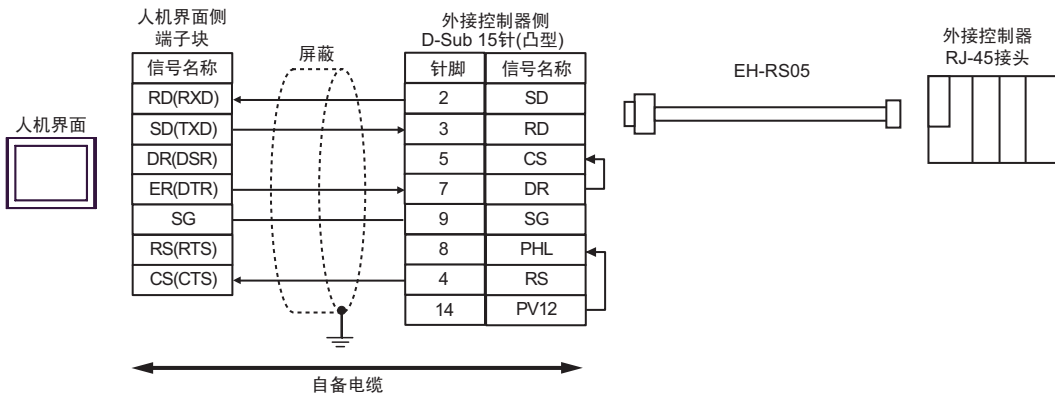 人机界面侧
端子块
外接控制器侧
D-Sub 15针(凸型)
外接控制器
RJ-45接头
屏蔽
信号名称
针脚 信号名称
EH-RS05
人机界面
RD(RXD) 2 SD
SD(TXD) 3 RD
DR(DSR) 5 CS
ER(DTR) 7 DR
SG 9 SG
RS(RTS) 8 PHL
CS(CTS) 4 RS
14 PV12
自备电缆